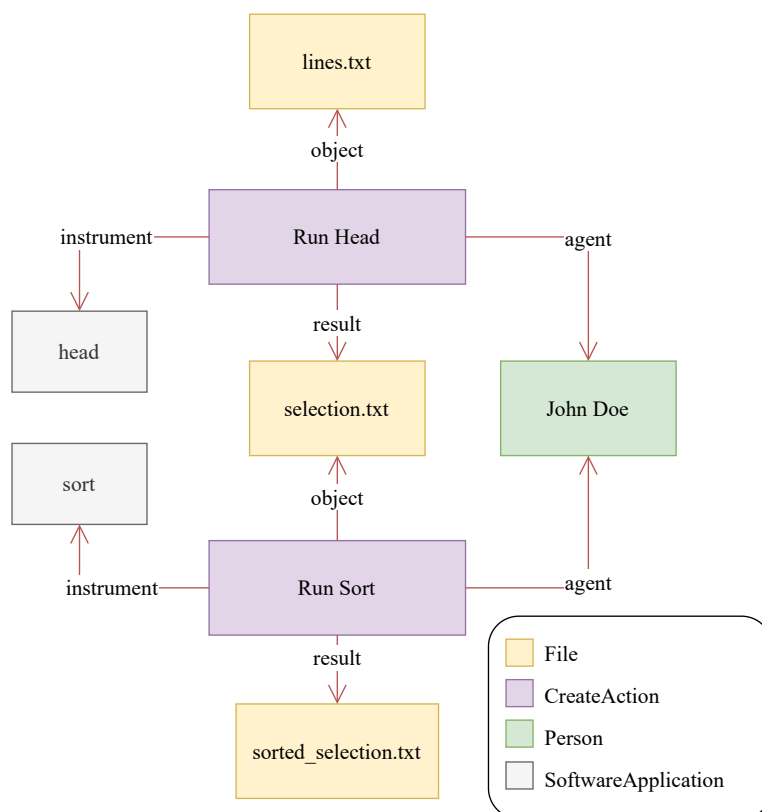 lines.txt
object
instrument
Run Head
agent
result
head
selection.txt
John Doe
sort
object
instrument
Run Sort
agent
result
sorted_selection.txt
File
CreateAction
Person
SoftwareApplication